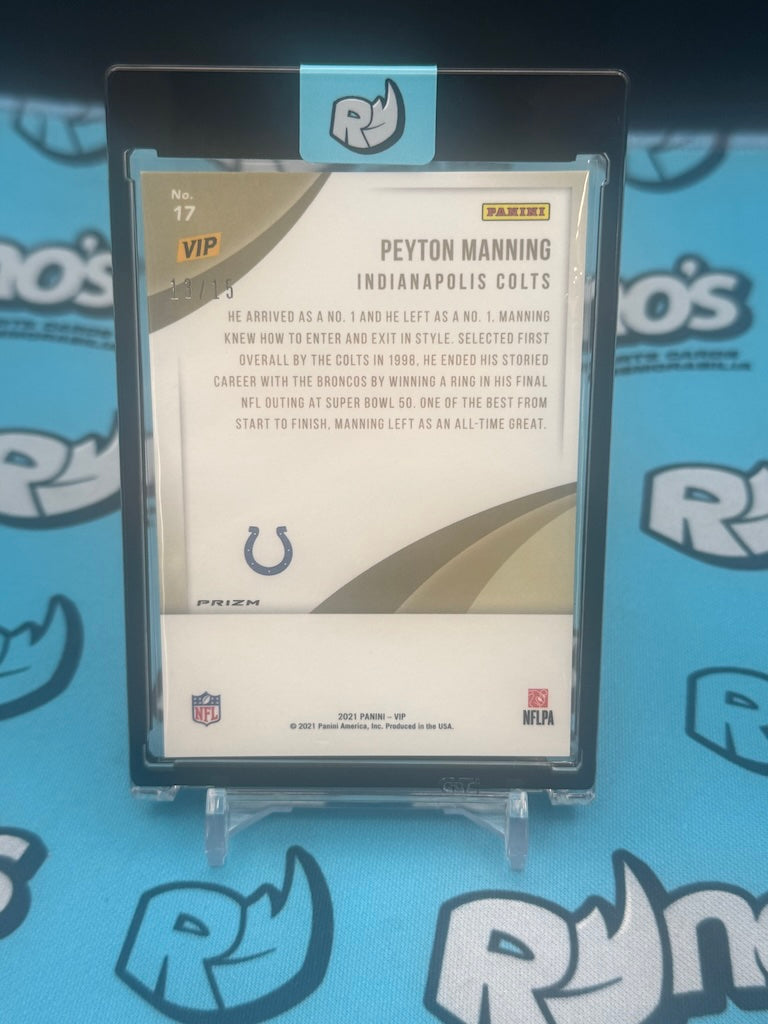 RY
No.
17
PANINI
VIP
PEYTON MANNING
INDIANAPOLIS COLTS
13/15
HE ARRIVED AS A NO. 1 AND HE LEFT AS A NO. 1. MANNING
KNEW HOW TO ENTER AND EXIT IN STYLE. SELECTED FIRST
OVERALL BY THE COLTS IN 1998, HE ENDED HIS STORIED
CAREER WITH THE BRONCOS BY WINNING A RING IN HIS FINAL
NFL OUTING AT SUPER BOWL 50. ONE OF THE BEST FROM
START TO FINISH, MANNING LEFT AS AN ALL-TIME GREAT.
PRIZM
NFL
NFLPA
2021 PANINI – VIP
© 2021 Panini America, Inc. Produced in the USA.
RY
RY